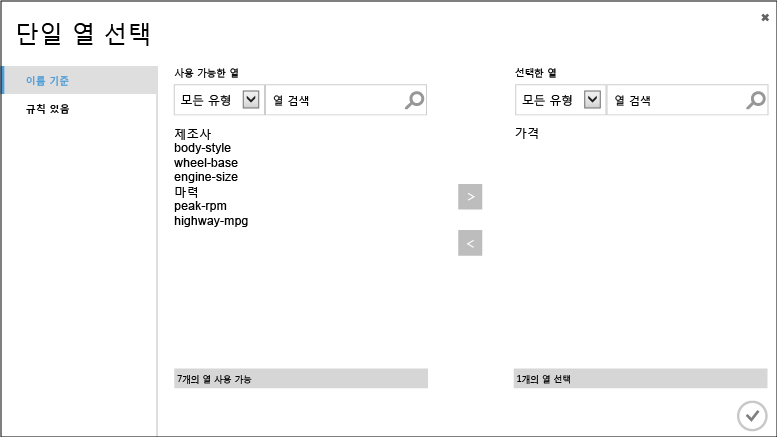 단일 열 선택
이름 기준
규칙 있음
사용 가능한 열
모든 유형
열 검색
제조사
body-style
wheel-base
engine-size
마력
peak-rpm
highway-mpg
7개의 열 사용 가능
>
<
선택한 열
모든 유형
열 검색
가격
1개의 열 선택